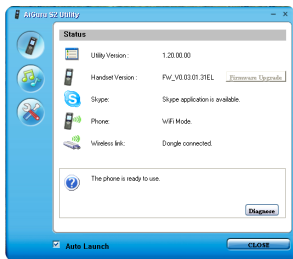 AiGuru S2 Utility
Status
Utility Version : 1.20.00.00
Handset Version : FW_V0.03.01.31EL Firmware Upgrade
Skype: Skype application is available.
Phone: WiFi Mode.
Wireless link: Dongle connected.
The phone is ready to use.
Diagnose
Auto Launch CLOSE